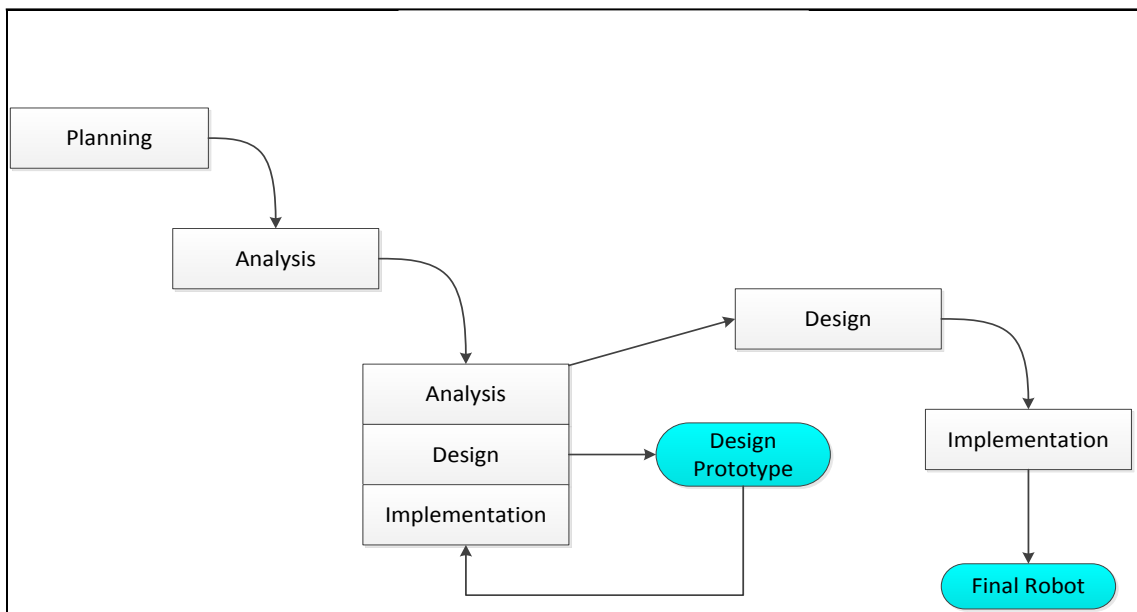 Planning
Analysis
Analysis
Design
Implementation
Design
Prototype
Design
Implementation
Final Robot